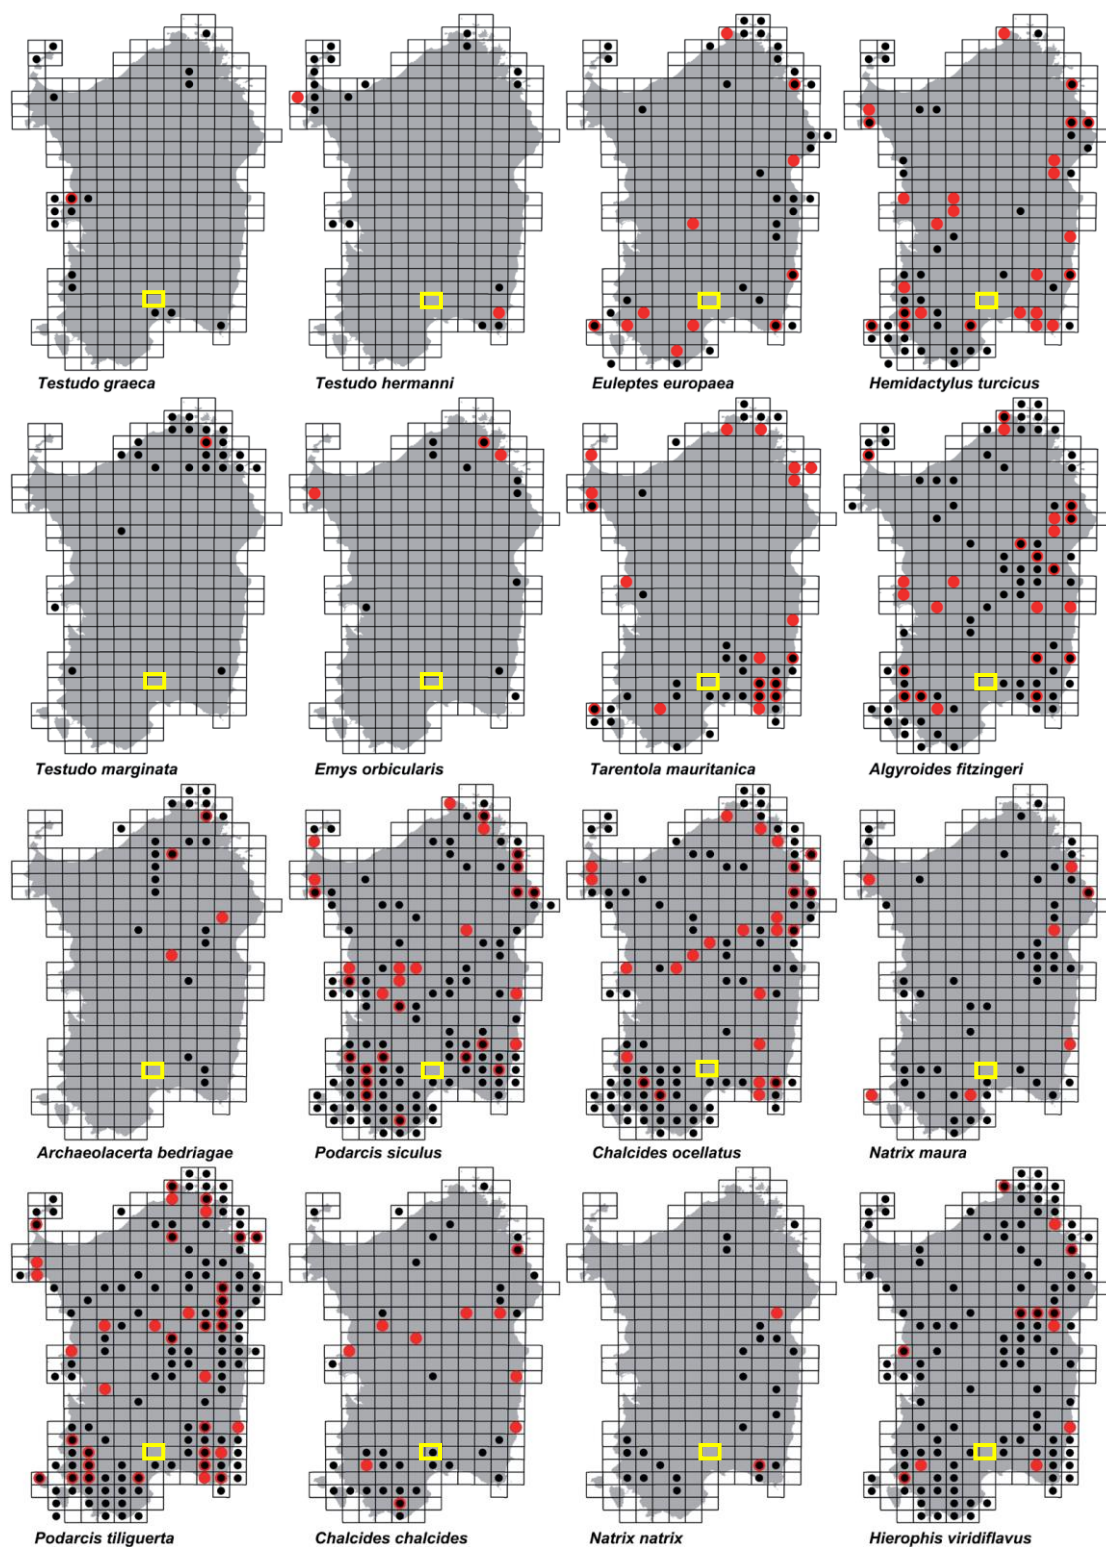 Testudo graeca
Testudo hermanni
Euleptes europaea
Hemidactylus turcicus
Testudo marginata
Emys orbicularis
Tarentola mauritanica
Algyroides fitzingeri
Archaeolacerta bedriagae
Podarcis siculus
Chalcides ocellatus
Natrix maura
Podarcis tiliguerta
Chalcides chalcides
Natrix natrix
Hierophis viridiflavus